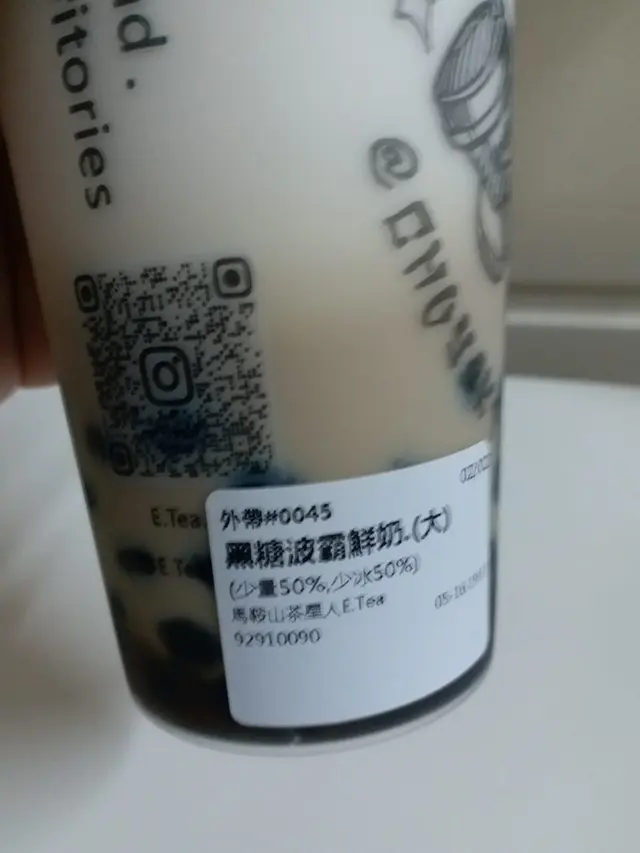 nd.
itories
E.Tea
外帶#0045
黑糖波霸鮮奶.(大)
(少量50%,少冰50%)
馬鞍山茶星人E.Tea
92910090